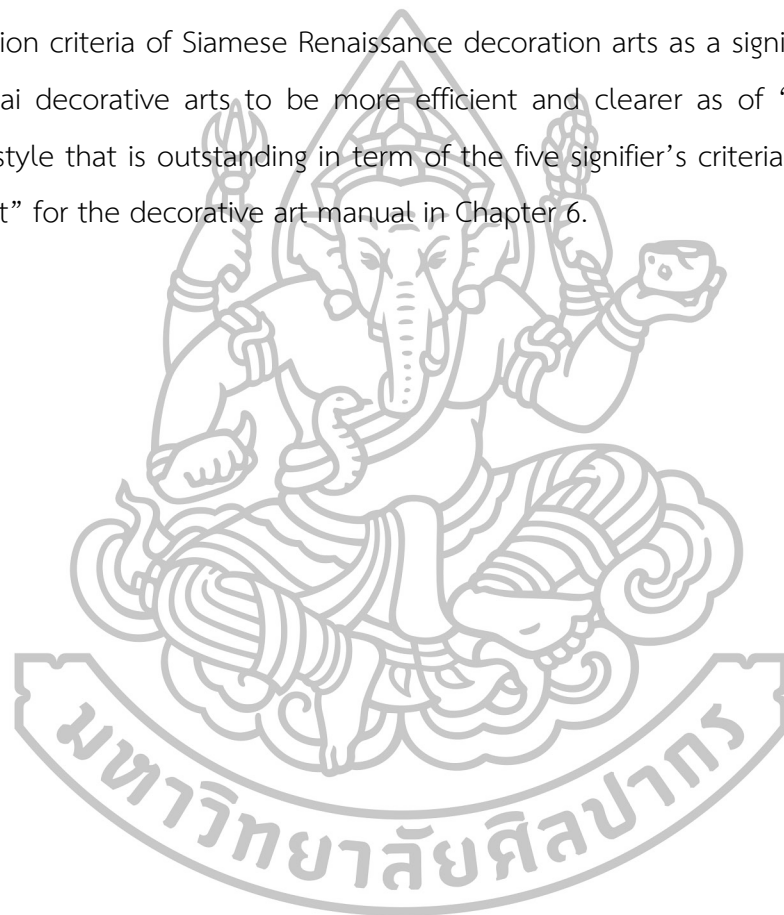 ion criteria of Siamese Renaissance decoration arts as a signi
ai decorative arts to be more efficient and clearer as of “
style that is outstanding in term of the five signifier’s criteria
t” for the decorative art manual in Chapter 6.
มหาวิทยาลัยศิลปากร